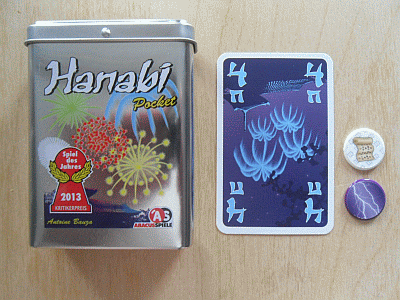 Hanabi
Pocket
Spiel des
Jahres
2013
KRITIKERPREIS
Antoine Bauza
ABACUSSPIELE
4
4
4
4